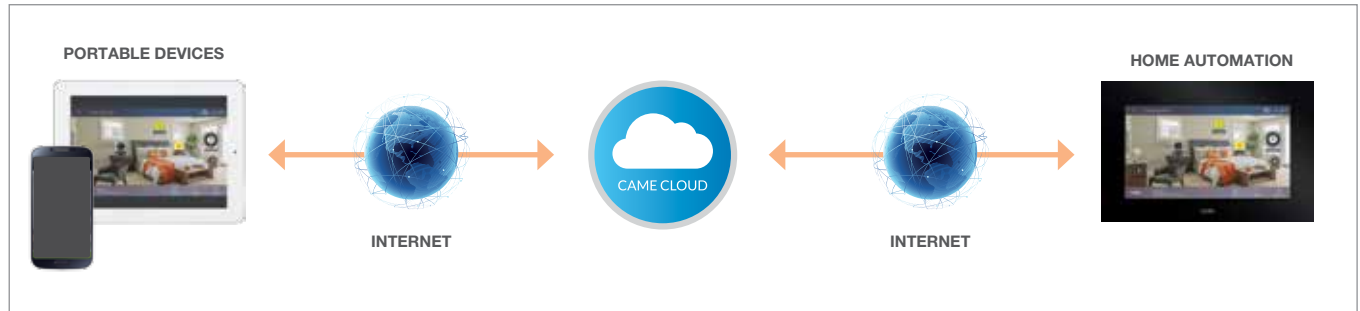 PORTABLE DEVICES
HOME AUTOMATION
CAME CLOUD
INTERNET
INTERNET